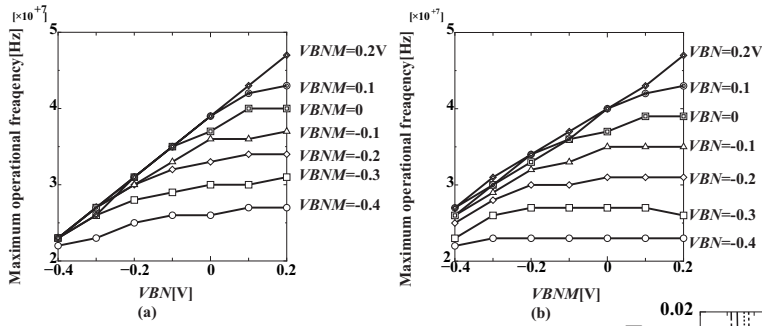 [×10⁺⁷]
Maximum operational freaqency[Hz]
5
4
3
2
−0.4
−0.2
0
0.2
VBN[V]
(a)
VBNM=0.2V
VBNM=0.1
VBNM=0
VBNM=-0.1
VBNM=-0.2
VBNM=-0.3
VBNM=-0.4
[×10⁺⁷]
Maximum operational freaqency[Hz]
5
4
3
2
−0.4
−0.2
0
0.2
VBNM[V]
(b)
VBN=0.2V
VBN=0.1
VBN=0
VBN=-0.1
VBN=-0.2
VBN=-0.3
VBN=-0.4
0.02